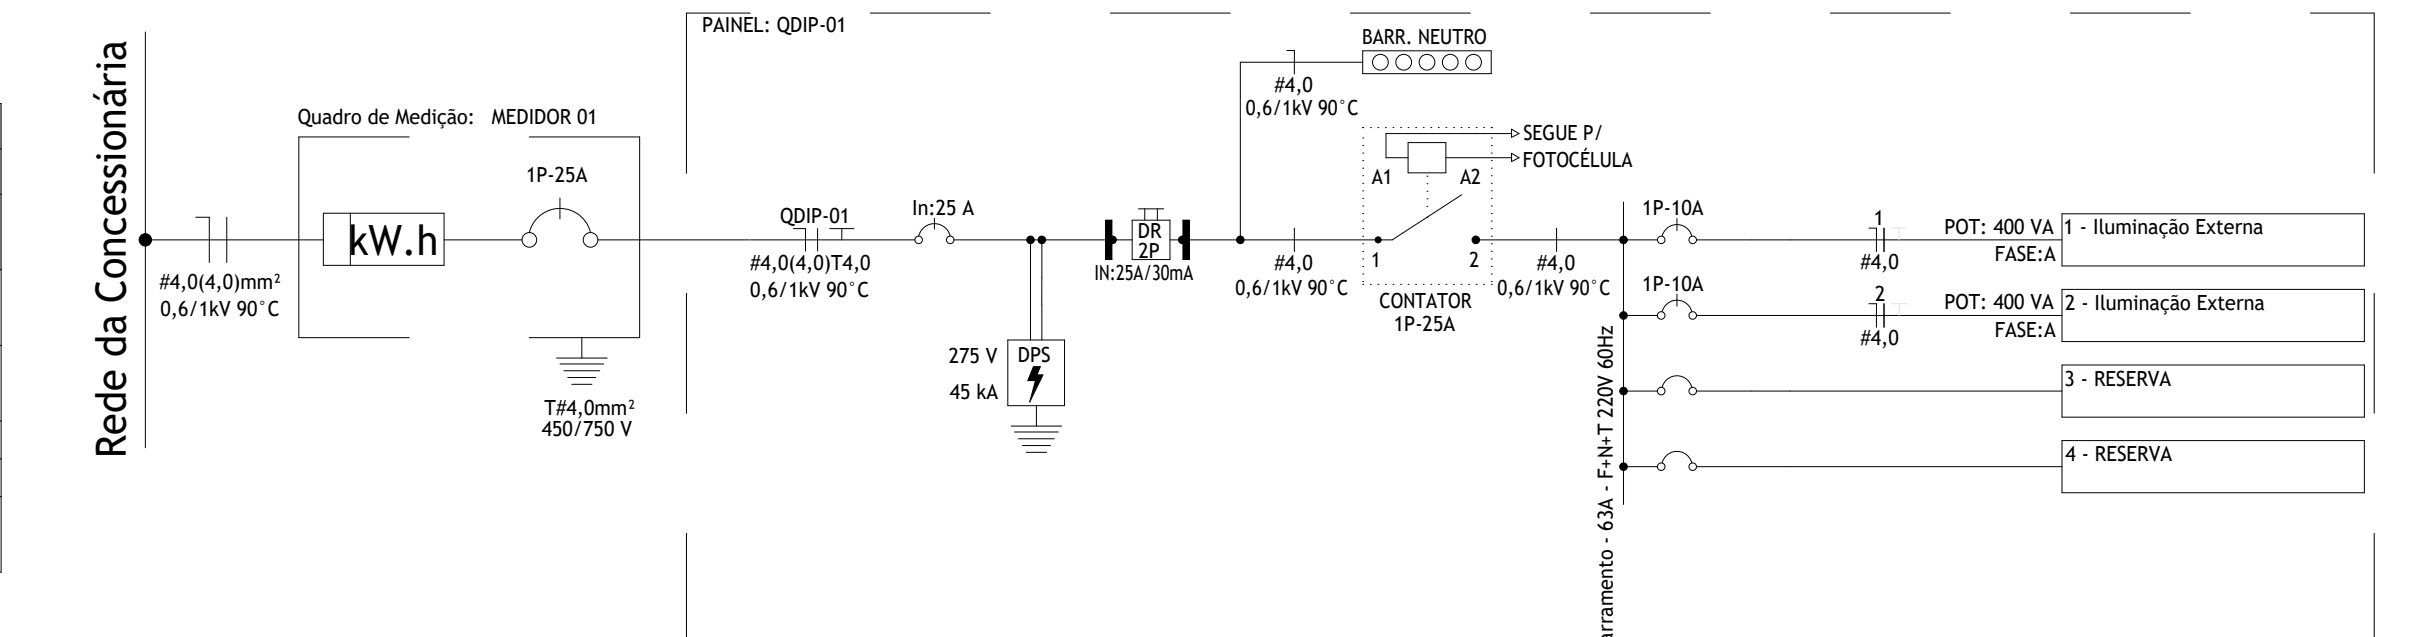 Rede da Concessionária
#4,0(4,0)mm²
0,6/1kV 90°C
Quadro de Medição: MEDIDOR 01
kW.h
1P-25A
T#4,0mm²
450/750 V
PAINEL: QDIP-01
QDIP-01
#4,0(4,0)T4,0
0,6/1kV 90°C
In:25 A
275 V
45 kA
DPS
DR
2P
IN:25A/30mA
BARR. NEUTRO
#4,0
0,6/1kV 90°C
#4,0
0,6/1kV 90°C
SEGUE P/
FOTOCÉLULA
A1
A2
1
2
CONTATOR
1P-25A
#4,0
0,6/1kV 90°C
arramento - 63A - F+N+T 220V 60Hz
1P-10A
1
#4,0
POT: 400 VA
FASE:A
1 - Iluminação Externa
1P-10A
2
#4,0
POT: 400 VA
FASE:A
2 - Iluminação Externa
3 - RESERVA
4 - RESERVA